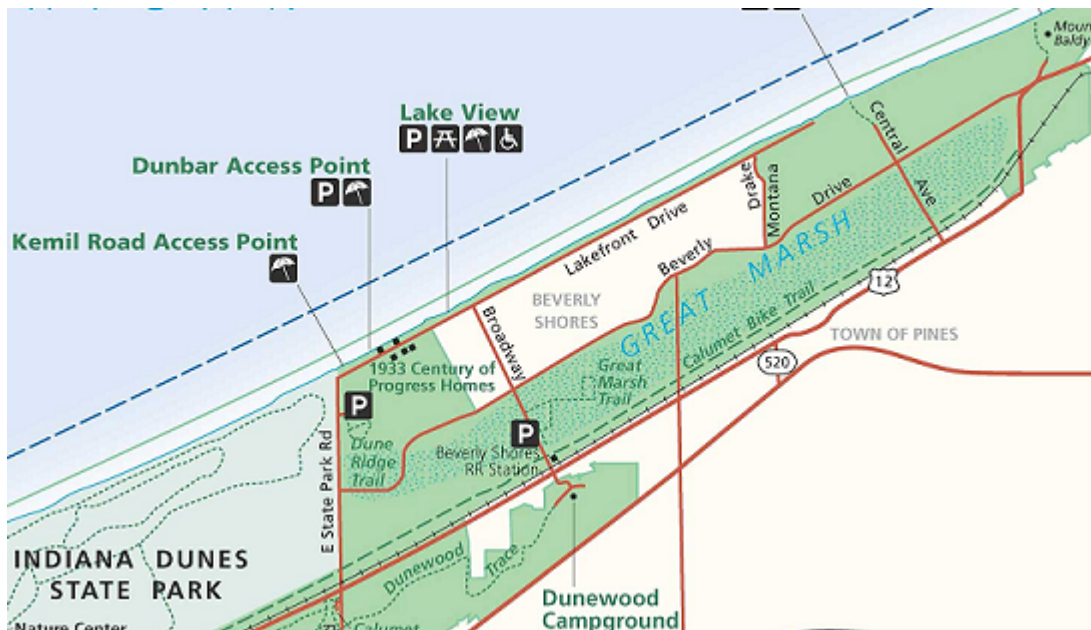 Moun
Baldy
Lake View
P
Dunbar Access Point
P
Kemil Road Access Point
Central
Ave
Drake
Montana
Drive
Lakefront Drive
Beverly
GREAT MARSH
BEVERLY
SHORES
Broadway
12
Calumet Bike Trail
TOWN OF PINES
520
1933 Century of
Progress Homes
Great
Marsh
Trail
P
P
Dune
Ridge
Trail
Beverly Shores
RR Station
E State Park Rd
INDIANA DUNES
STATE PARK
Dunewood
Trace
Dunewood
Campground
Nature Center
Calumet